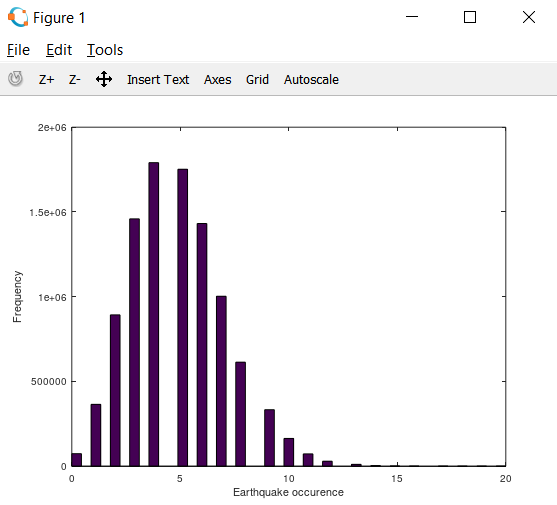 Figure 1
File Edit Tools
Z+ Z- Insert Text Axes Grid Autoscale
2e+06
1.5e+06
1e+06
500000
0
Frequency
0 5 10 15 20
Earthquake occurence